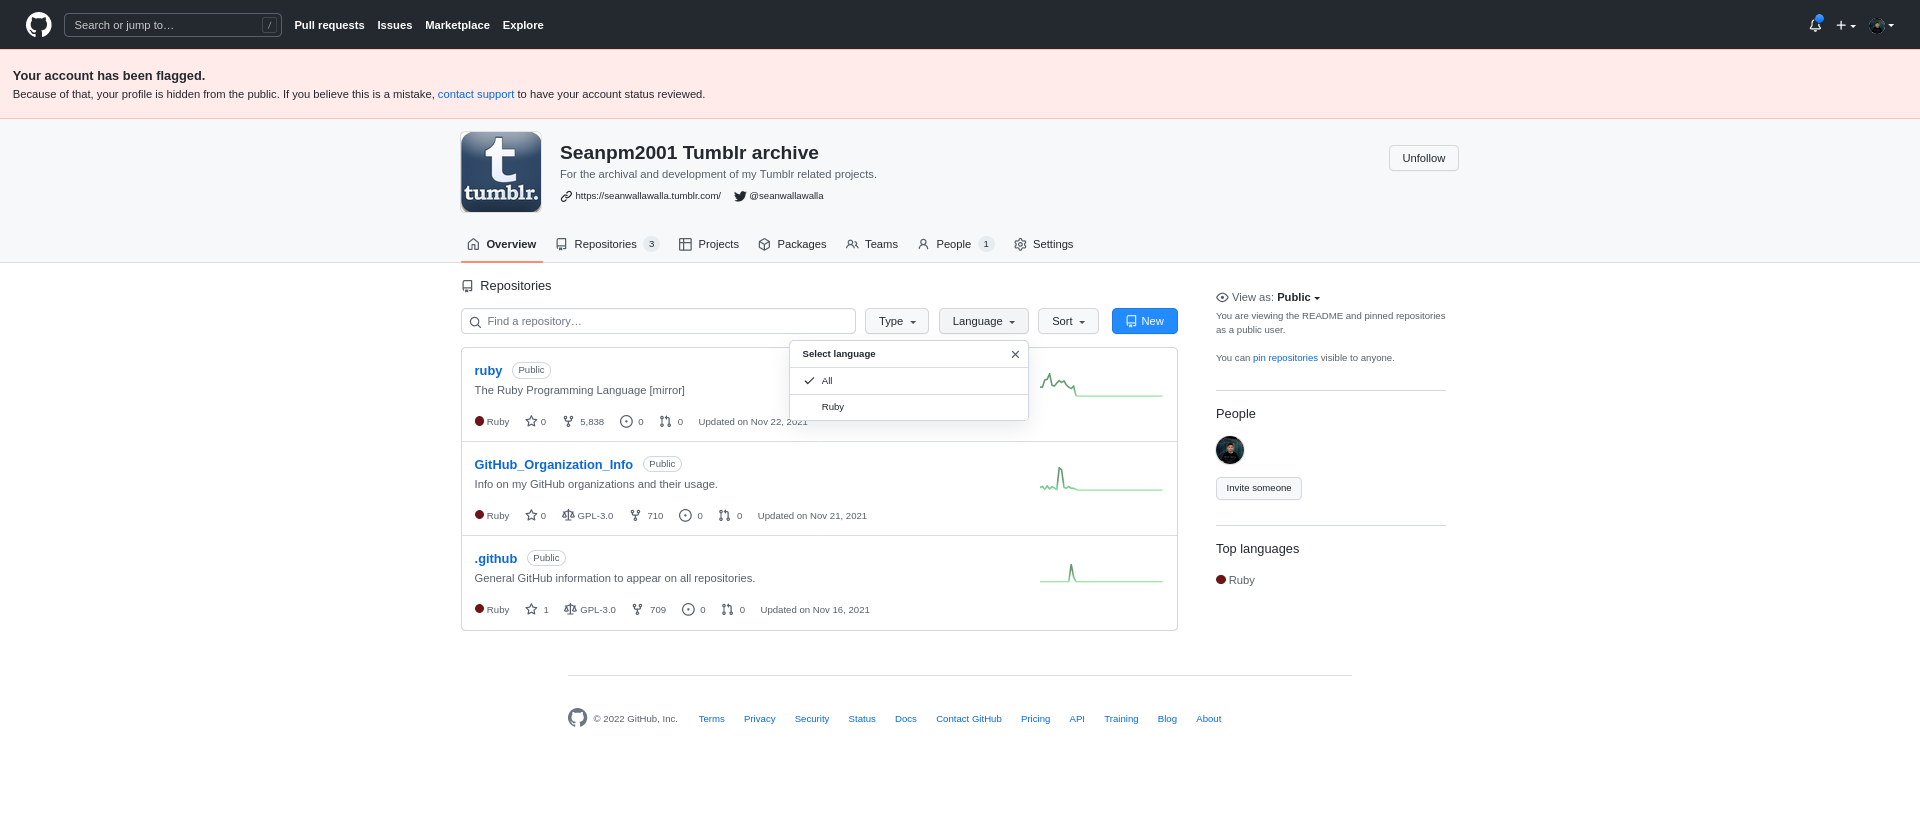 Search or jump to…
/
Pull requests
Issues
Marketplace
Explore
Your account has been flagged.
Because of that, your profile is hidden from the public. If you believe this is a mistake, contact support to have your account status reviewed.
t
tumblr.
Seanpm2001 Tumblr archive
For the archival and development of my Tumblr related projects.
https://seanwallawalla.tumblr.com/
@seanwallawalla
Unfollow
Overview
Repositories 3
Projects
Packages
Teams
People 1
Settings
Repositories
Find a repository…
Type
Language
Sort
New
Select language
All
Ruby
ruby Public
The Ruby Programming Language [mirror]
Ruby 0 5,838 0 0 Updated on Nov 22, 2021
GitHub_Organization_Info Public
Info on my GitHub organizations and their usage.
Ruby 0 GPL-3.0 710 0 0 Updated on Nov 21, 2021
.github Public
General GitHub information to appear on all repositories.
Ruby 1 GPL-3.0 709 0 0 Updated on Nov 16, 2021
View as: Public
You are viewing the README and pinned repositories
as a public user.
You can pin repositories visible to anyone.
People
Invite someone
Top languages
Ruby
© 2022 GitHub, Inc.
Terms
Privacy
Security
Status
Docs
Contact GitHub
Pricing
API
Training
Blog
About